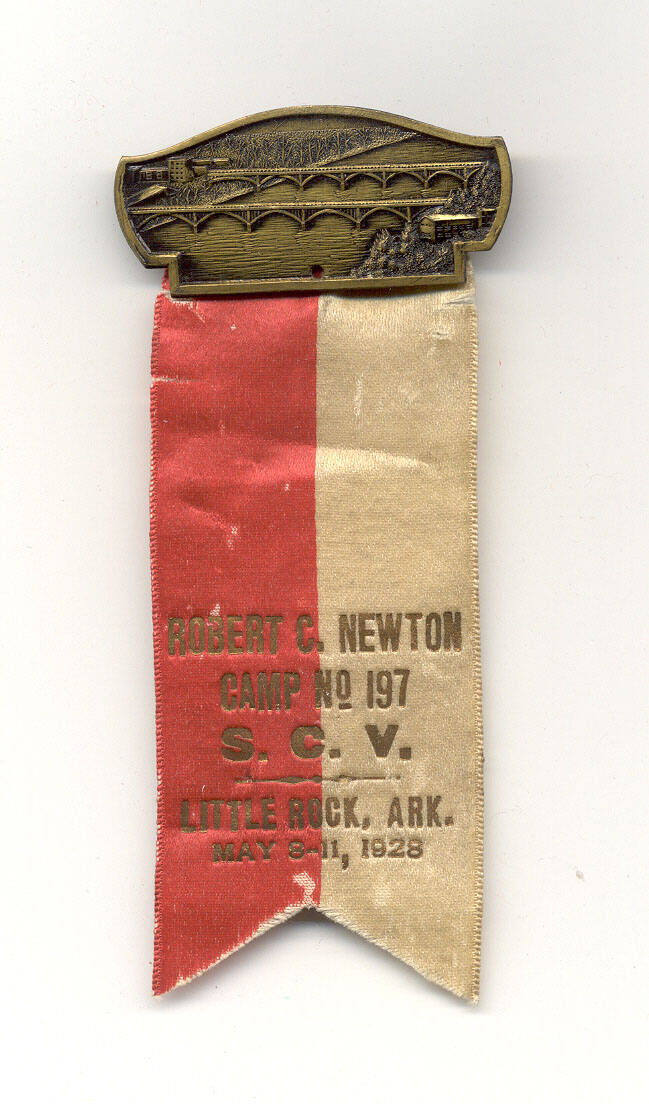 ROBERT C. NEWTON
CAMP NO 197
S. C. V.
LITTLE ROCK, ARK.
MAY 8-11, 1928